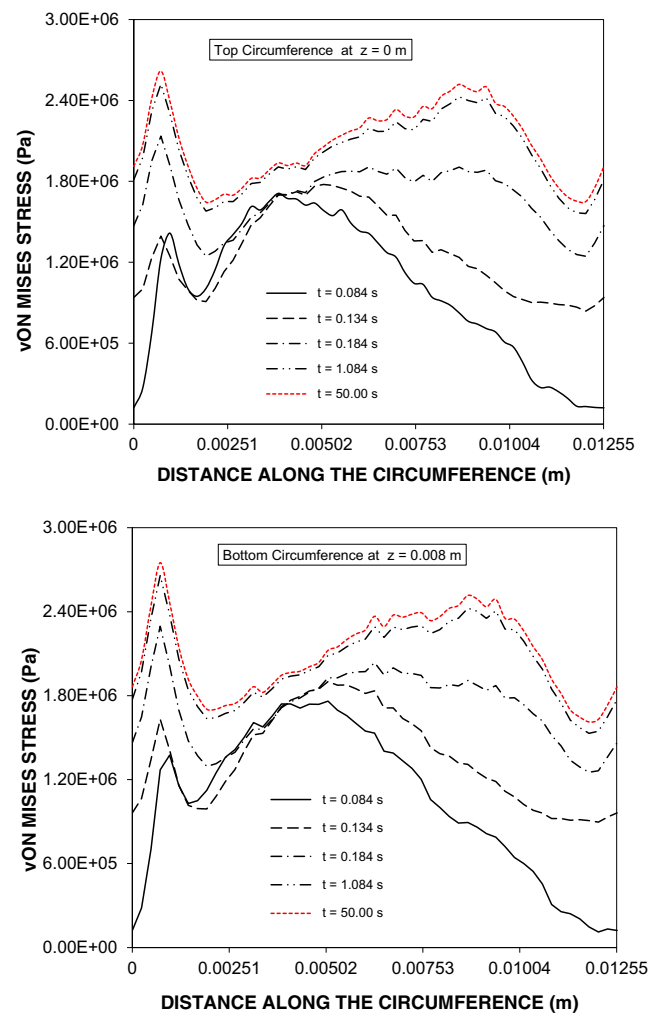 3.00E+06
Top Circumference at z = 0 m
2.40E+06
1.80E+06
1.20E+06
6.00E+05
0.00E+00
vON MISES STRESS (Pa)
t = 0.084 s
t = 0.134 s
t = 0.184 s
t = 1.084 s
t = 50.00 s
0 0.00251 0.00502 0.00753 0.01004 0.01255
DISTANCE ALONG THE CIRCUMFERENCE (m)
3.00E+06
Bottom Circumference at z = 0.008 m
2.40E+06
1.80E+06
1.20E+06
6.00E+05
0.00E+00
vON MISES STRESS (Pa)
t = 0.084 s
t = 0.134 s
t = 0.184 s
t = 1.084 s
t = 50.00 s
0 0.00251 0.00502 0.00753 0.01004 0.01255
DISTANCE ALONG THE CIRCUMFERENCE (m)